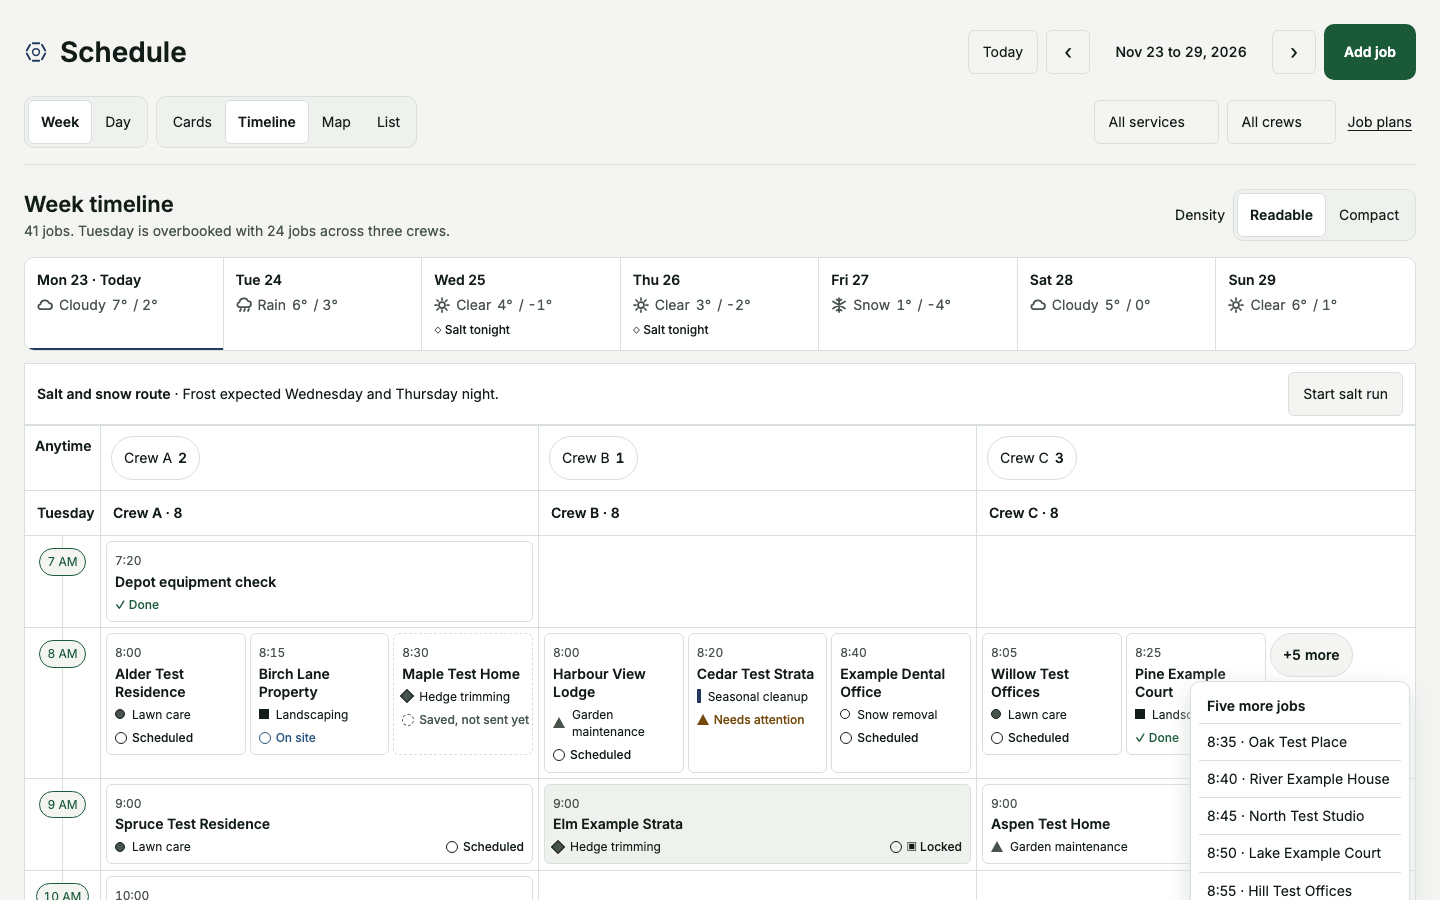 Schedule
Today
Nov 23 to 29, 2026
Add job
Week
Day
Cards
Timeline
Map
List
All services
All crews
Job plans
Week timeline
41 jobs. Tuesday is overbooked with 24 jobs across three crews.
Density
Readable
Compact
Mon 23 · Today
Cloudy 7° / 2°
Tue 24
Rain 6° / 3°
Wed 25
Clear 4° / -1°
Salt tonight
Thu 26
Clear 3° / -2°
Salt tonight
Fri 27
Snow 1° / -4°
Sat 28
Cloudy 5° / 0°
Sun 29
Clear 6° / 1°
Salt and snow route · Frost expected Wednesday and Thursday night.
Start salt run
Anytime
Crew A 2
Crew B 1
Crew C 3
Tuesday
Crew A · 8
Crew B · 8
Crew C · 8
7 AM
7:20
Depot equipment check
Done
8 AM
8:00
Alder Test
Residence
Lawn care
Scheduled
8:15
Birch Lane
Property
Landscaping
On site
8:30
Maple Test Home
Hedge trimming
Saved, not sent yet
8:00
Harbour View
Lodge
Garden
maintenance
Scheduled
8:20
Cedar Test Strata
Seasonal cleanup
Needs attention
8:40
Example Dental
Office
Snow removal
Scheduled
8:05
Willow Test
Offices
Lawn care
Scheduled
8:25
Pine Example
Court
Landsc
Done
+5 more
Five more jobs
8:35 · Oak Test Place
8:40 · River Example House
8:45 · North Test Studio
8:50 · Lake Example Court
8:55 · Hill Test Offices
9 AM
9:00
Spruce Test Residence
Lawn care
Scheduled
9:00
Elm Example Strata
Hedge trimming
Locked
9:00
Aspen Test Home
Garden maintenance
10 AM
10:00